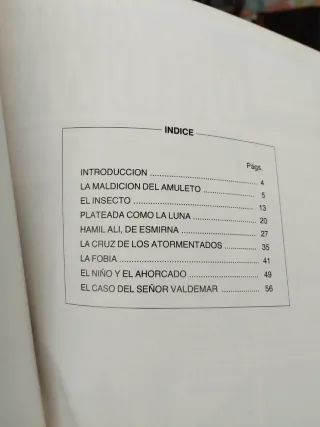 INDICE
Págs.
INTRODUCCION ........................................ 4
LA MALDICION DEL AMULETO ................... 5
EL INSECTO ............................................... 13
PLATEADA COMO LA LUNA ....................... 20
HAMIL ALI, DE ESMIRNA ........................... 27
LA CRUZ DE LOS ATORMENTADOS ............ 35
LA FOBIA .................................................. 41
EL NIÑO Y EL AHORCADO ........................ 49
EL CASO DEL SEÑOR VALDEMAR .............. 56